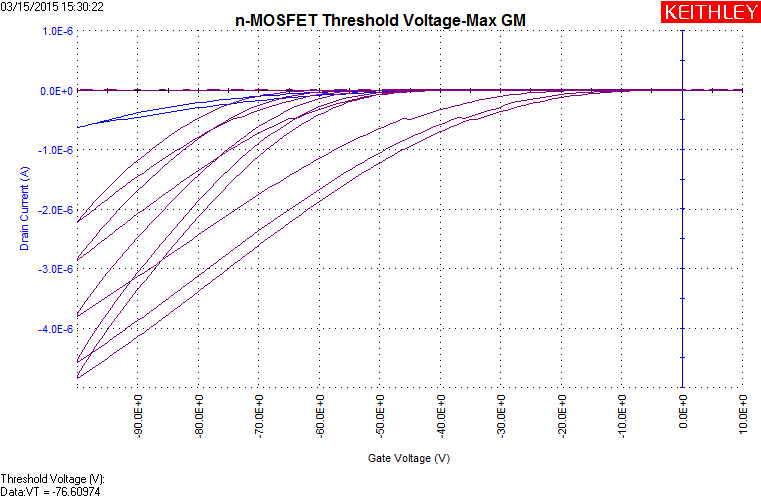 03/15/2015 15:30:22
n-MOSFET Threshold Voltage-Max GM
KEITHLEY
1.0E-6
0.0E+0
-1.0E-6
-2.0E-6
-3.0E-6
-4.0E-6
Drain Current (A)
-90.0E+0
-80.0E+0
-70.0E+0
-60.0E+0
-50.0E+0
-40.0E+0
-30.0E+0
-20.0E+0
-10.0E+0
0.0E+0
10.0E+0
Gate Voltage (V)
Threshold Voltage (V):
Data:VT = -76.60974